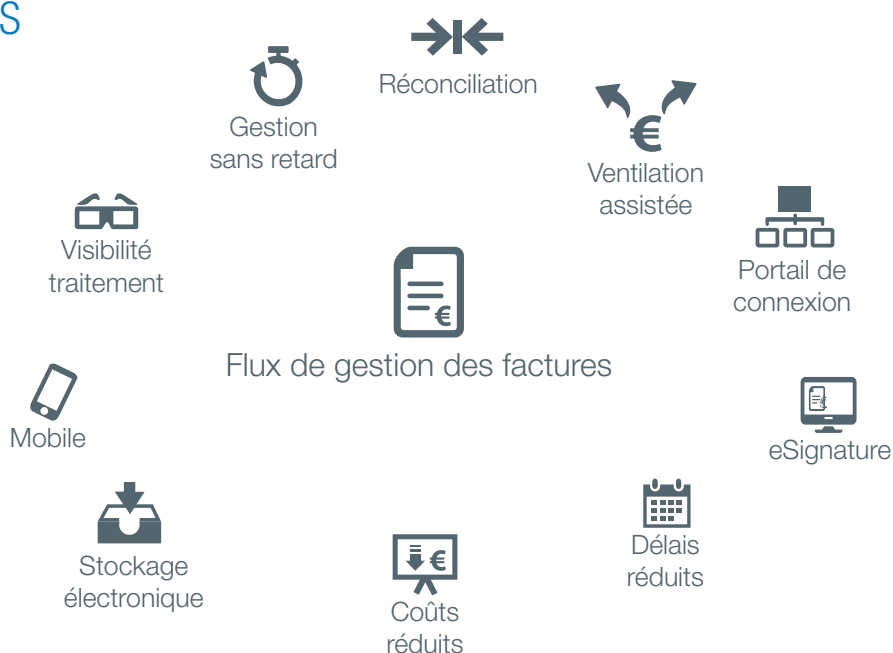 S
Réconciliation
Gestion
sans retard
Ventilation
assistée
Visibilité
traitement
Portail de
connexion
€
Flux de gestion des factures
Mobile
eSignature
Stockage
électronique
Délais
réduits
€
Coûts
réduits